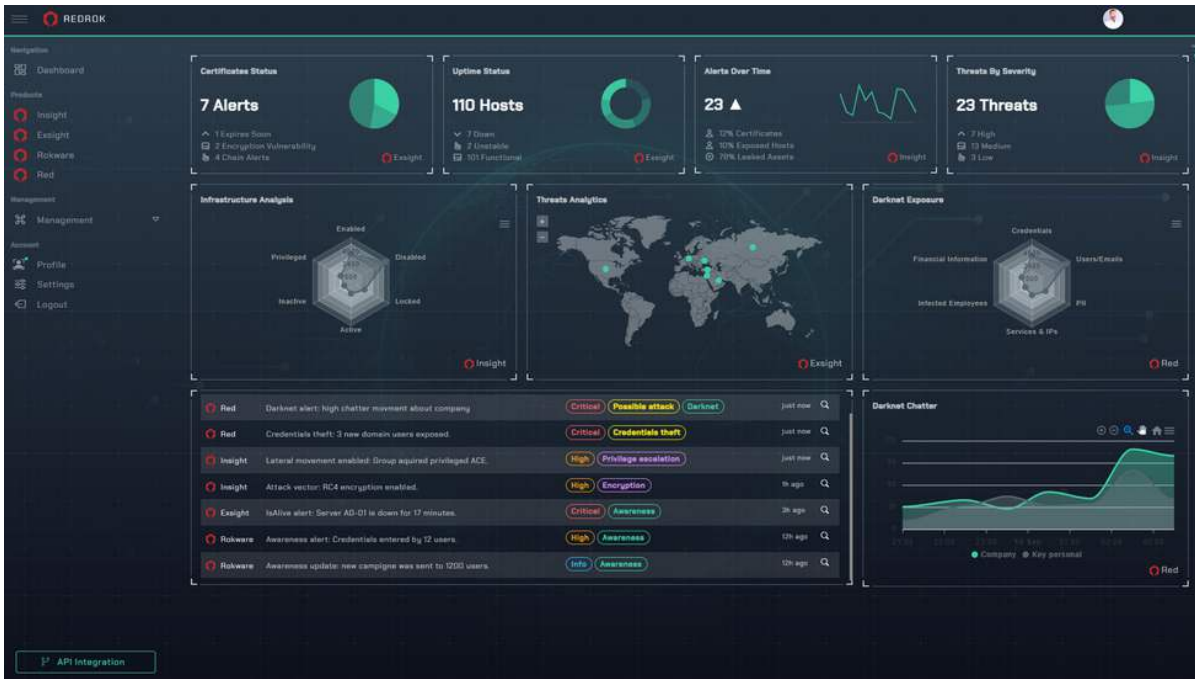 REDROK
Navigation
Dashboard
Products
Insight
Exsight
Rokware
Red
Management
Management
Account
Profile
Settings
Logout
API Integration
Certificates Status
7 Alerts
1 Expires Soon
2 Encryption Vulnerability
4 Chain Alerts
Exsight
Uptime Status
110 Hosts
7 Down
2 Unstable
101 Functional
Exsight
Alerts Over Time
23 ▲
12% Certificates
10% Exposed Hosts
78% Leaked Assets
Insight
Threats By Severity
23 Threats
7 High
13 Medium
3 Low
Insight
Infrastructure Analysis
Enabled
Privileged
Disabled
Inactive
Locked
Active
Insight
Threats Analytics
Exsight
Darknet Exposure
Credentials
Financial Information
Users/Emails
Infected Employees
PII
Services & IPs
Red
Red Darknet alert: high chatter movment about company Critical Possible attack Darknet just now
Red Credentials theft: 3 new domain users exposed. Critical Credentials theft just now
Insight Lateral movement enabled: Group aquired privileged ACE. High Privilege escalation just now
Insight Attack vector: RC4 encryption enabled. High Encryption 1h ago
Exsight IsAlive alert: Server AD-01 is down for 17 minutes. Critical Awareness 3h ago
Rokware Awareness alert: Credentials entered by 12 users. High Awareness 12h ago
Rokware Awareness update: new campigne was sent to 1200 users. Info Awareness 12h ago
Darknet Chatter
Company Key personal
Red